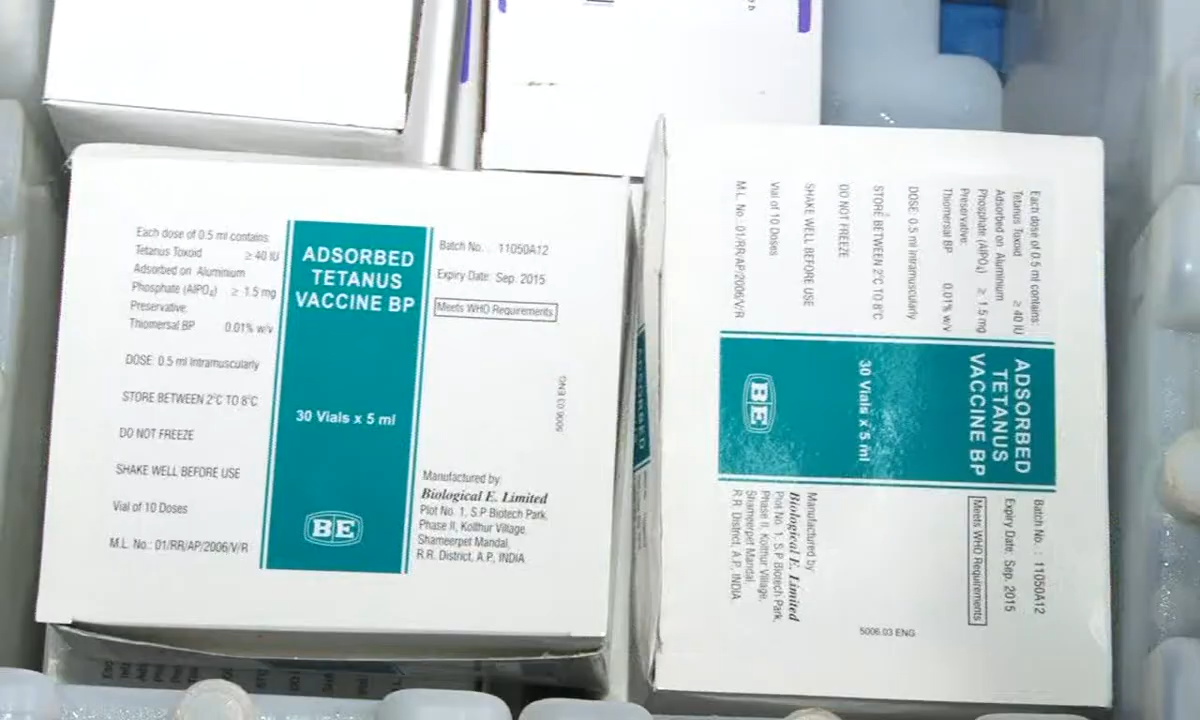 Each dose of 0.5 ml contains:
Tetanus Toxoid ≥ 40 IU
Adsorbed on Aluminium
Phosphate (AlPO₄) ≥ 1.5 mg
Preservative:
Thiomersal BP 0.01% w/v
DOSE: 0.5 ml Intramuscularly
STORE BETWEEN 2°C TO 8°C
DO NOT FREEZE
SHAKE WELL BEFORE USE
Vial of 10 Doses
M.L. No.: 01/RR/AP/2006/V/R
ADSORBED
TETANUS
VACCINE BP
30 Vials x 5 ml
BE
Batch No. : 11050A12
Expiry Date: Sep. 2015
Meets WHO Requirements
5006.03 ENG
Manufactured by:
Biological E. Limited
Plot No. 1, S.P. Biotech Park,
Phase II, Kolthur Village,
Shameerpet Mandal,
R.R. District, A.P., INDIA
Each dose of 0.5 ml contains:
Tetanus Toxoid ≥ 40 IU
Adsorbed on Aluminium
Phosphate (AlPO₄) ≥ 1.5 mg
Preservative:
Thiomersal BP 0.01% w/v
DOSE: 0.5 ml Intramuscularly
STORE BETWEEN 2°C TO 8°C
DO NOT FREEZE
SHAKE WELL BEFORE USE
Vial of 10 Doses
M.L. No.: 01/RR/AP/2006/V/R
ADSORBED
TETANUS
VACCINE BP
30 Vials x 5 ml
BE
Batch No. : 11050A12
Expiry Date: Sep. 2015
Meets WHO Requirements
Manufactured by:
Biological E. Limited
Plot No. 1, S.P. Biotech Park,
Phase II, Kolthur Village,
Shameerpet Mandal,
R.R. District, A.P., INDIA.
5006.03 ENG
ADSORBED